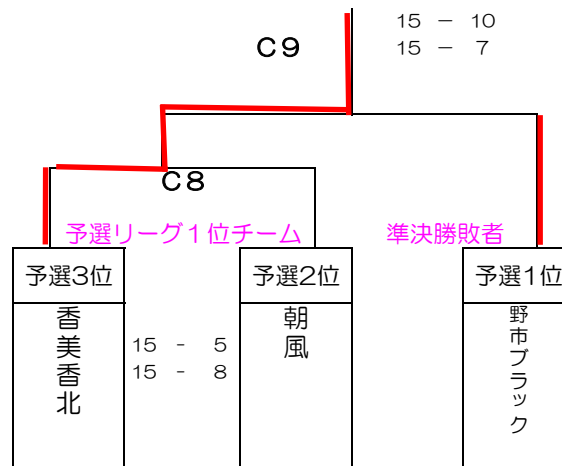 15 － 10
C9
15 － 7
C8
予選リーグ１位チーム
準決勝敗者
予選3位
予選2位
予選1位
香美香北
朝風
野市ブラック
15 - 5
15 - 8